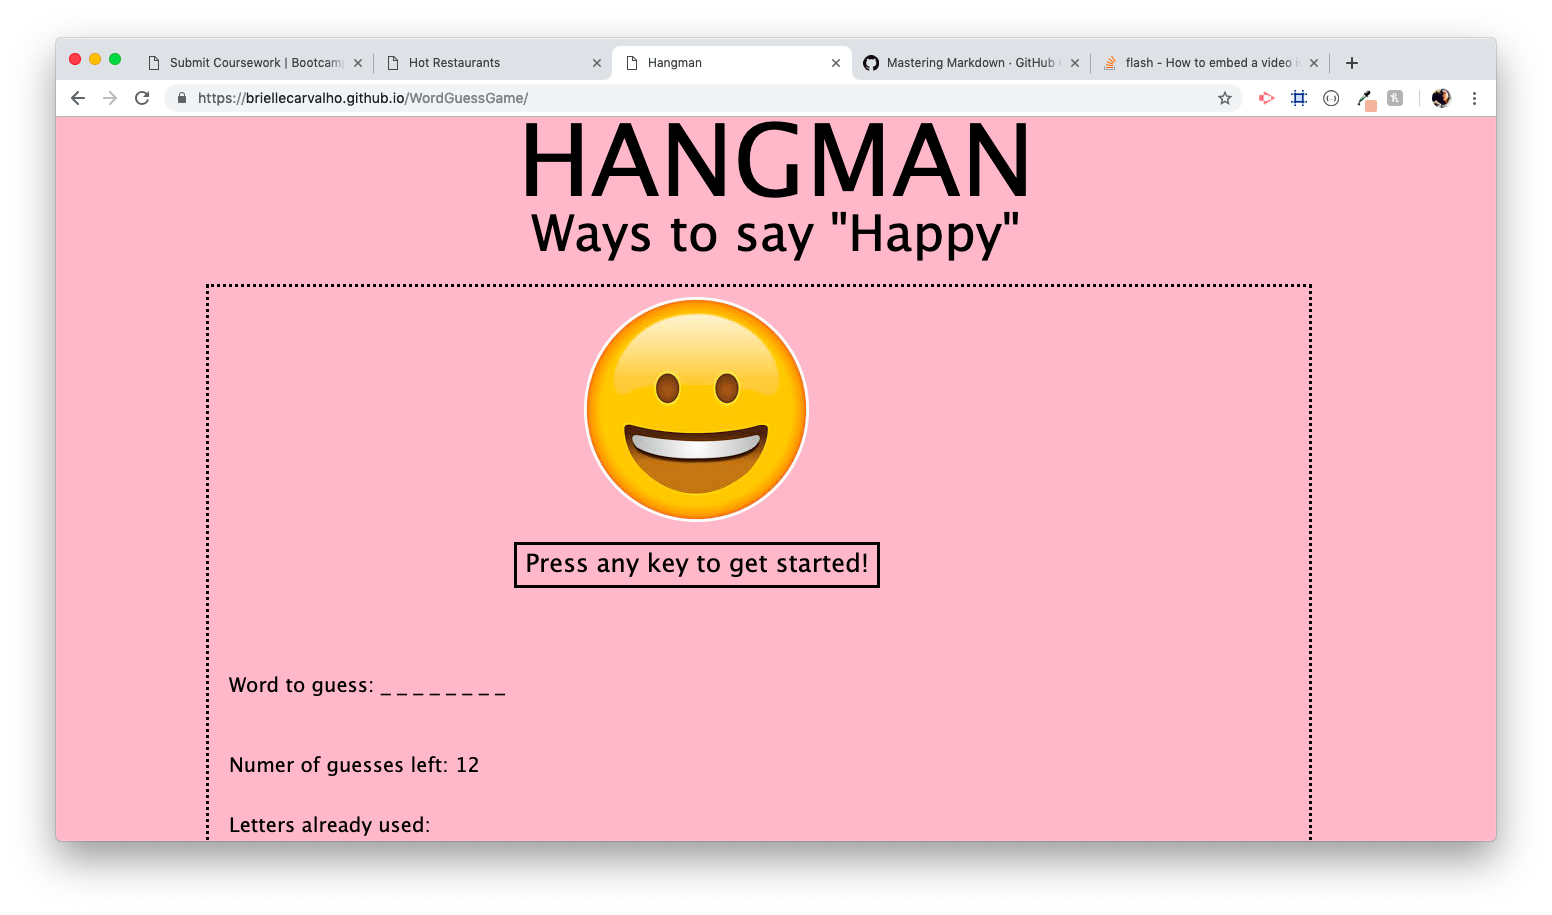 Submit Coursework | Bootcamp
Hot Restaurants
Hangman
Mastering Markdown · GitHub
flash - How to embed a video
https://briellecarvalho.github.io/WordGuessGame/
HANGMAN
Ways to say "Happy"
Press any key to get started!
Word to guess: _ _ _ _ _ _ _ _
Numer of guesses left: 12
Letters already used: